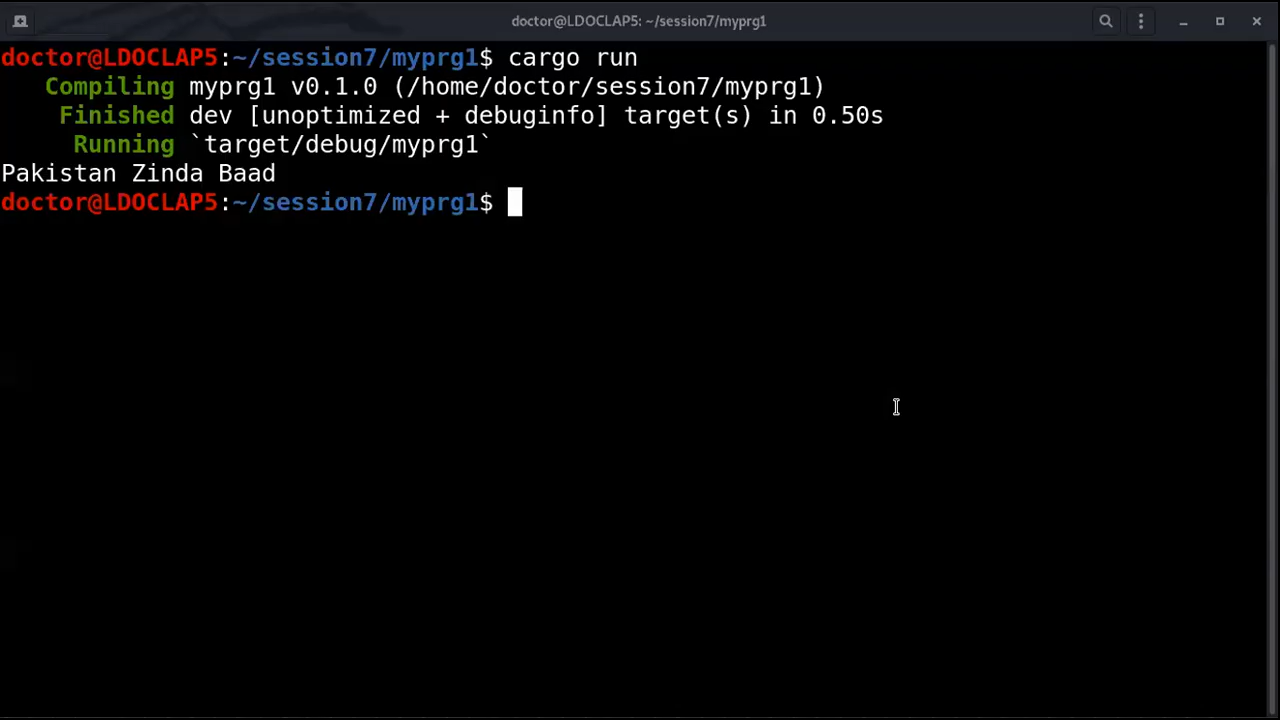 doctor@LDOCLAP5: ~/session7/myprg1
doctor@LDOCLAP5:~/session7/myprg1$ cargo run
   Compiling myprg1 v0.1.0 (/home/doctor/session7/myprg1)
    Finished dev [unoptimized + debuginfo] target(s) in 0.50s
     Running `target/debug/myprg1`
Pakistan Zinda Baad
doctor@LDOCLAP5:~/session7/myprg1$